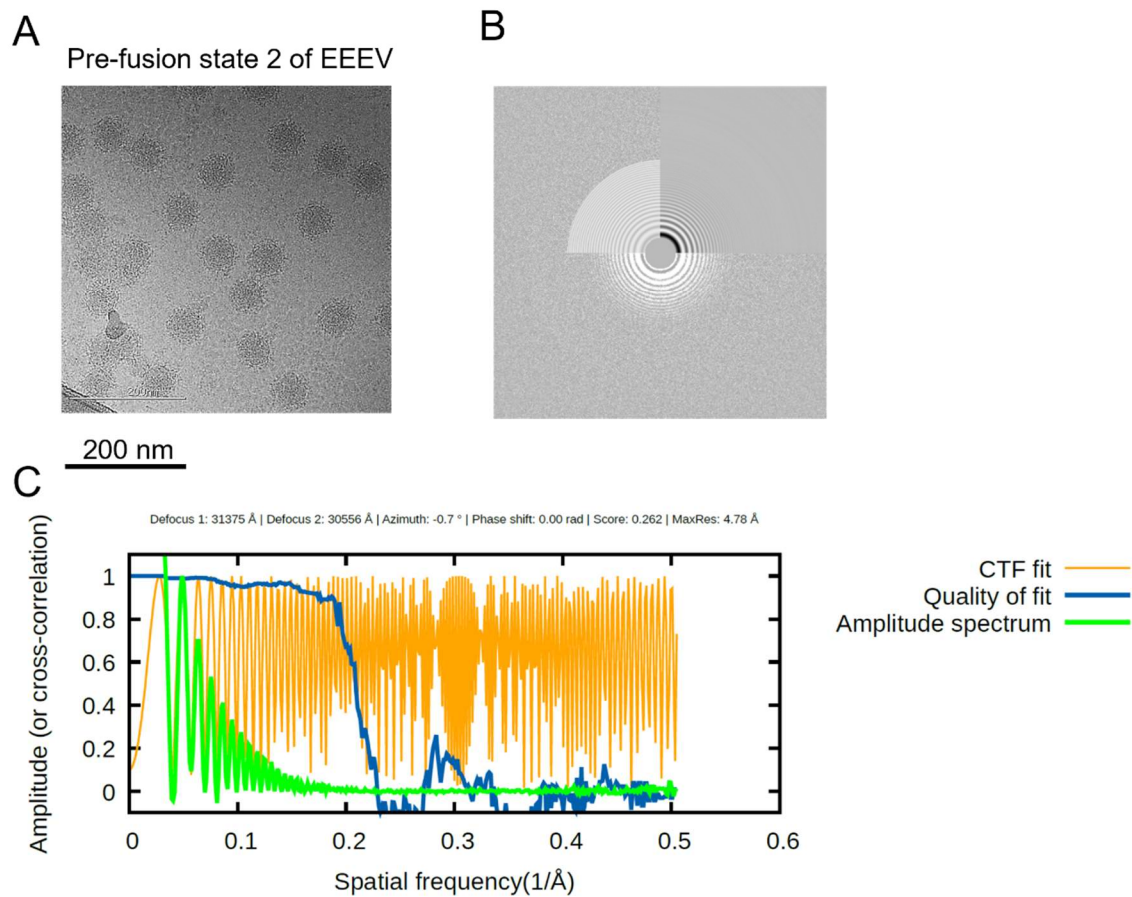 A
Pre-fusion state 2 of EEEV
200nm
200 nm
B
C
Defocus 1: 31375 Å | Defocus 2: 30556 Å | Azimuth: -0.7 ° | Phase shift: 0.00 rad | Score: 0.262 | MaxRes: 4.78 Å
Amplitude (or cross-correlation)
1
0.8
0.6
0.4
0.2
0
0 0.1 0.2 0.3 0.4 0.5 0.6
Spatial frequency(1/Å)
CTF fit
Quality of fit
Amplitude spectrum